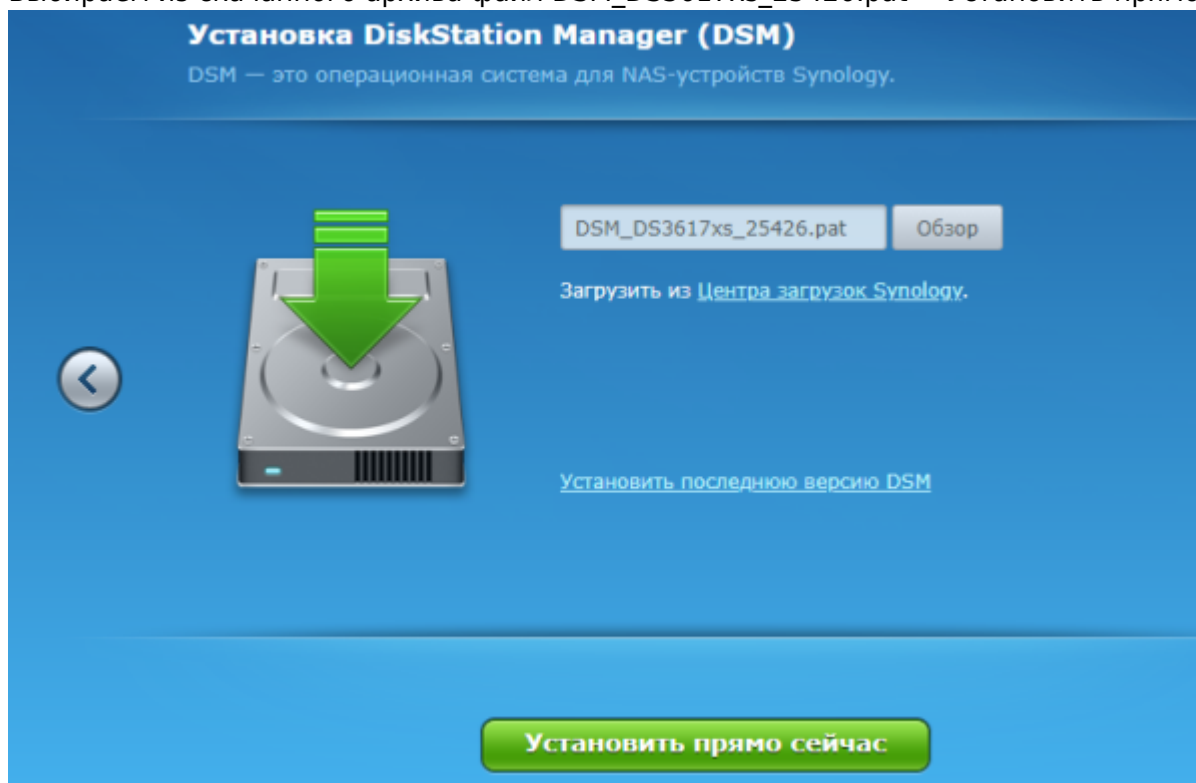 Установка DiskStation Manager (DSM)
DSM — это операционная система для NAS-устройств Synology.
DSM_DS3617xs_25426.pat Обзор
Загрузить из Центра загрузок Synology.
Установить последнюю версию DSM
Установить прямо сейчас